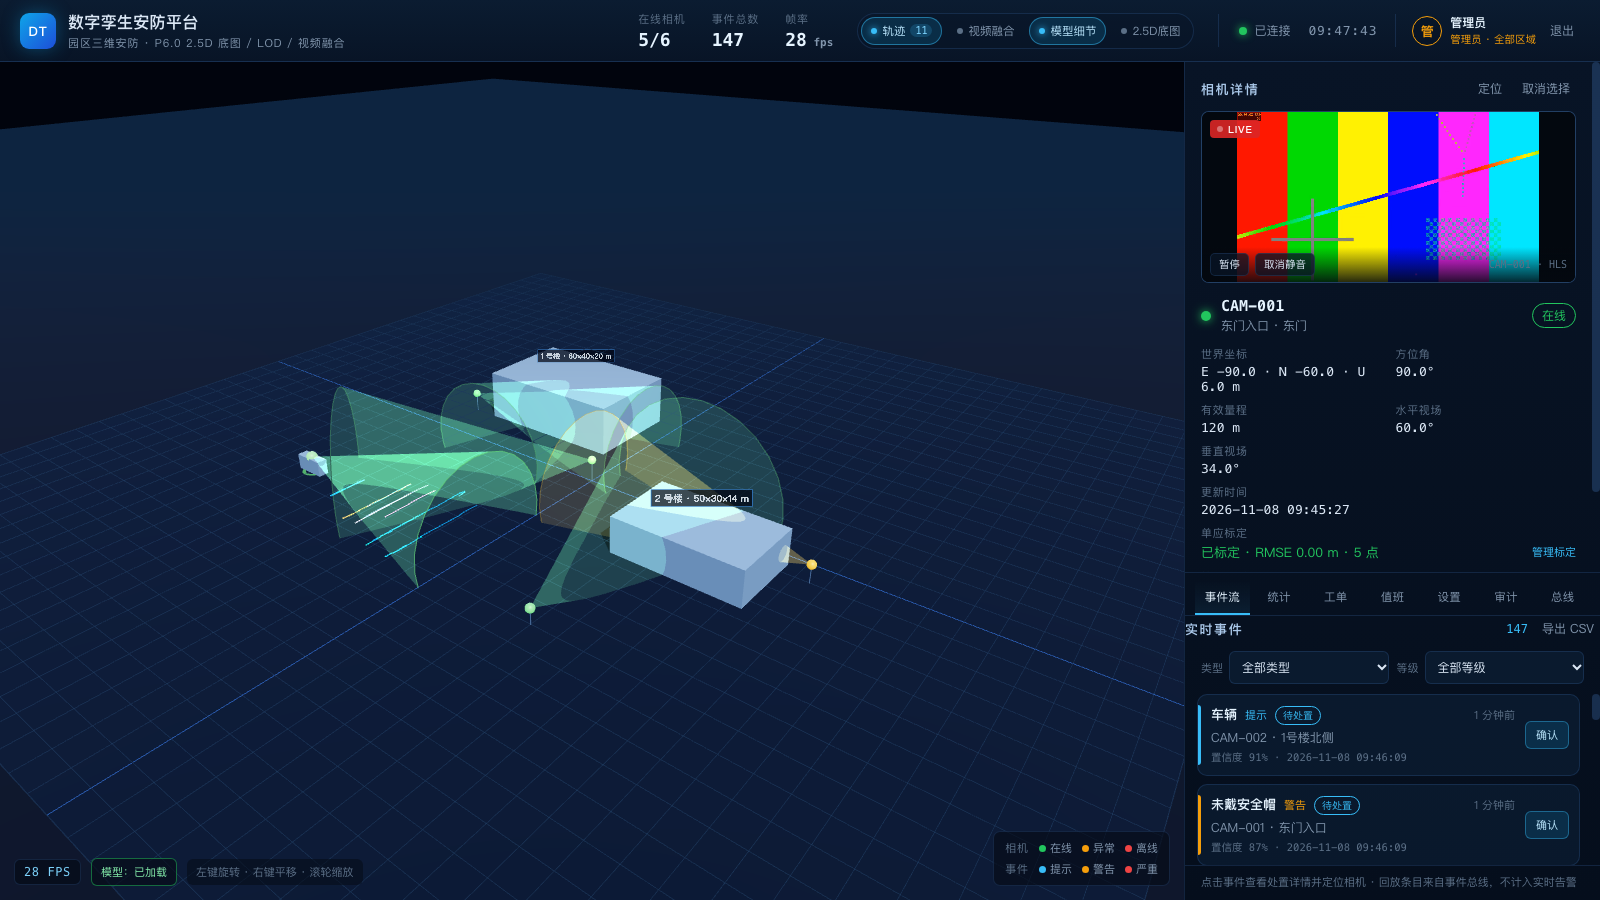 DT
数字孪生安防平台
园区三维安防 · P6.0 2.5D 底图 / LOD / 视频融合
在线相机 事件总数 帧率
5/6 147 28 fps
轨迹 11 视频融合 模型细节 2.5D底图
已连接 09:47:43
管
管理员
管理员 · 全部区域
退出
1 号楼 · 60x40x20 m
2 号楼 · 50x30x14 m
28 FPS
模型: 已加载
左键旋转 · 右键平移 · 滚轮缩放
相机 在线 异常 离线
事件 提示 警告 严重
相机详情 定位 取消选择
LIVE
暂停 取消静音 CAM-001 · HLS
CAM-001
东门入口 · 东门
在线
世界坐标 方位角
E -90.0 · N -60.0 · U 6.0 m 90.0°
有效量程 水平视场
120 m 60.0°
垂直视场
34.0°
更新时间
2026-11-08 09:45:27
单应标定
已标定 · RMSE 0.00 m · 5 点 管理标定
事件流 统计 工单 值班 设置 审计 总线
实时事件 147 导出 CSV
类型 全部类型 等级 全部等级
车辆 提示 待处置 1 分钟前
CAM-002 · 1号楼北侧
置信度 91% · 2026-11-08 09:46:09
确认
未戴安全帽 警告 待处置 1 分钟前
CAM-001 · 东门入口
置信度 87% · 2026-11-08 09:46:09
确认
点击事件查看处置详情并定位相机 · 回放条目来自事件总线，不计入实时告警